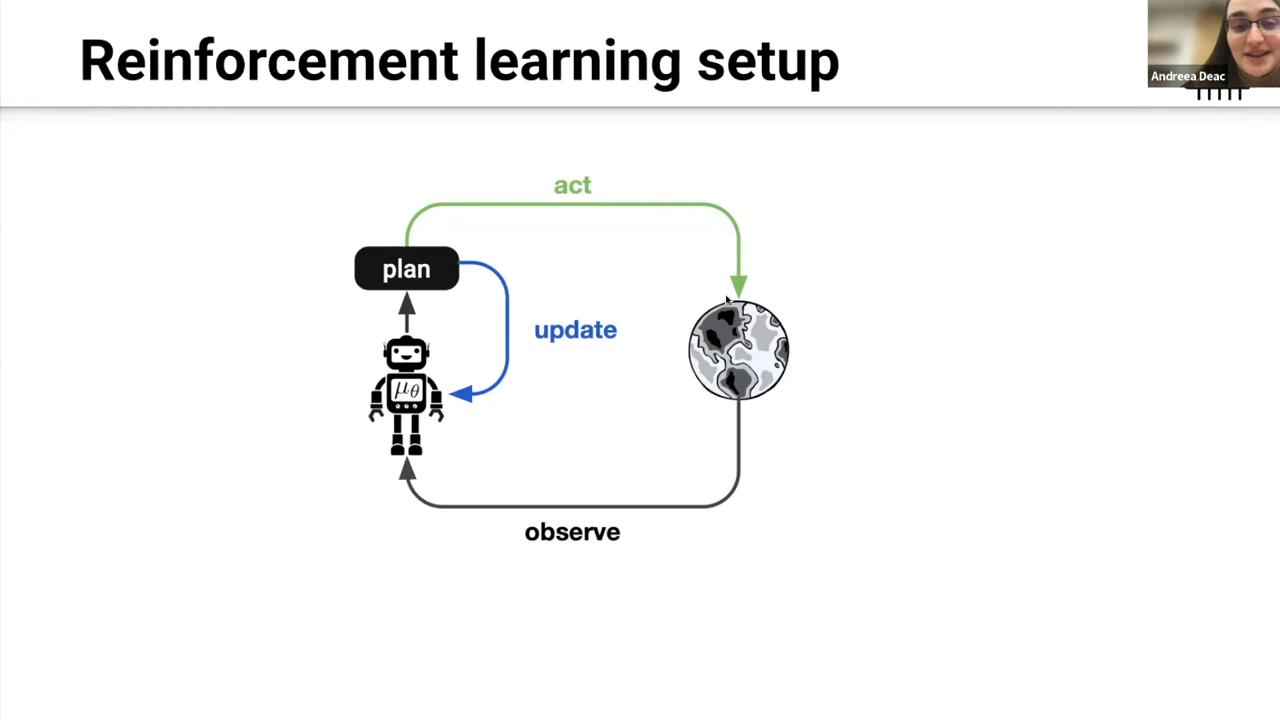 Reinforcement learning setup
Andreea Deac
act
plan
update
μθ
observe